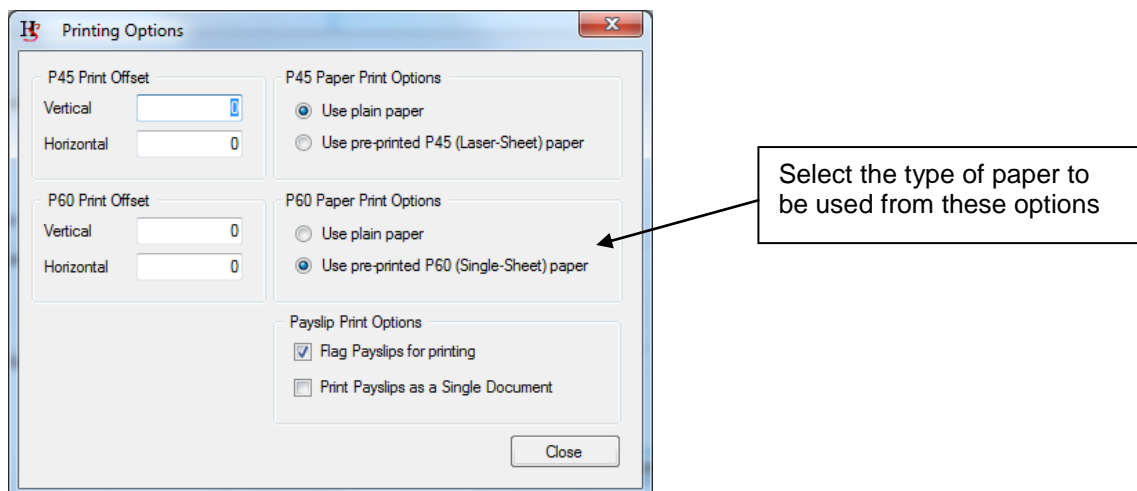 Printing Options
P45 Print Offset
Vertical 0
Horizontal 0
P45 Paper Print Options
Use plain paper
Use pre-printed P45 (Laser-Sheet) paper
P60 Print Offset
Vertical 0
Horizontal 0
P60 Paper Print Options
Use plain paper
Use pre-printed P60 (Single-Sheet) paper
Payslip Print Options
Flag Payslips for printing
Print Payslips as a Single Document
Close
Select the type of paper to
be used from these options